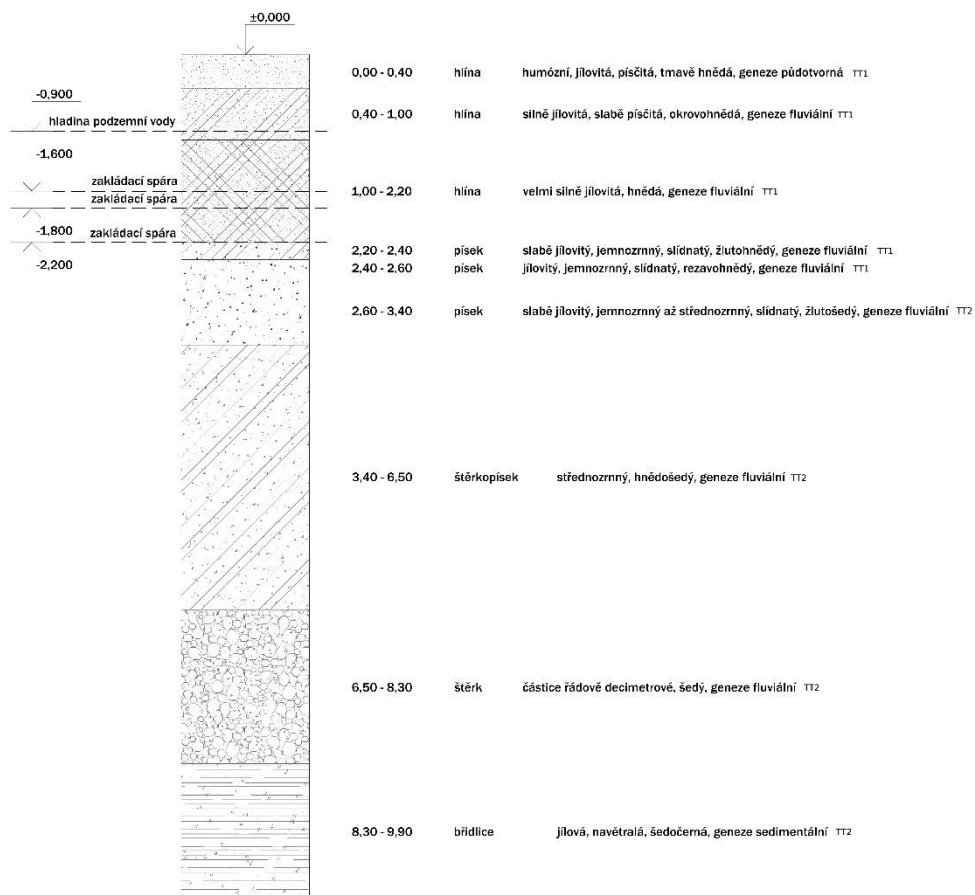 ±0,000
0,00 - 0,40 hlína humózní, jílovitá, písčitá, tmavě hnědá, geneze půdotvorná TT1
-0,900
0,40 - 1,00 hlína silně jílovitá, slabě písčitá, okrovohnědá, geneze fluviální TT1
hladina podzemní vody
-1,600
zakládací spára
1,00 - 2,20 hlína velmi silně jílovitá, hnědá, geneze fluviální TT1
zakládací spára
-1,800 zakládací spára
2,20 - 2,40 písek slabě jílovitý, jemnozrnný, slídnatý, žlutohnědý, geneze fluviální TT1
-2,200
2,40 - 2,60 písek jílovitý, jemnozrnný, slídnatý, rezavohnědý, geneze fluviální TT1
2,60 - 3,40 písek slabě jílovitý, jemnozrnný až střednozrnný, slídnatý, žlutošedý, geneze fluviální TT2
3,40 - 6,50 štěrkopísek střednozrnný, hnědošedý, geneze fluviální TT2
6,50 - 8,30 štěrk částice řádově decimetrové, šedý, geneze fluviální TT2
8,30 - 9,90 břidlice jílová, navětralá, šedočerná, geneze sedimentální TT2